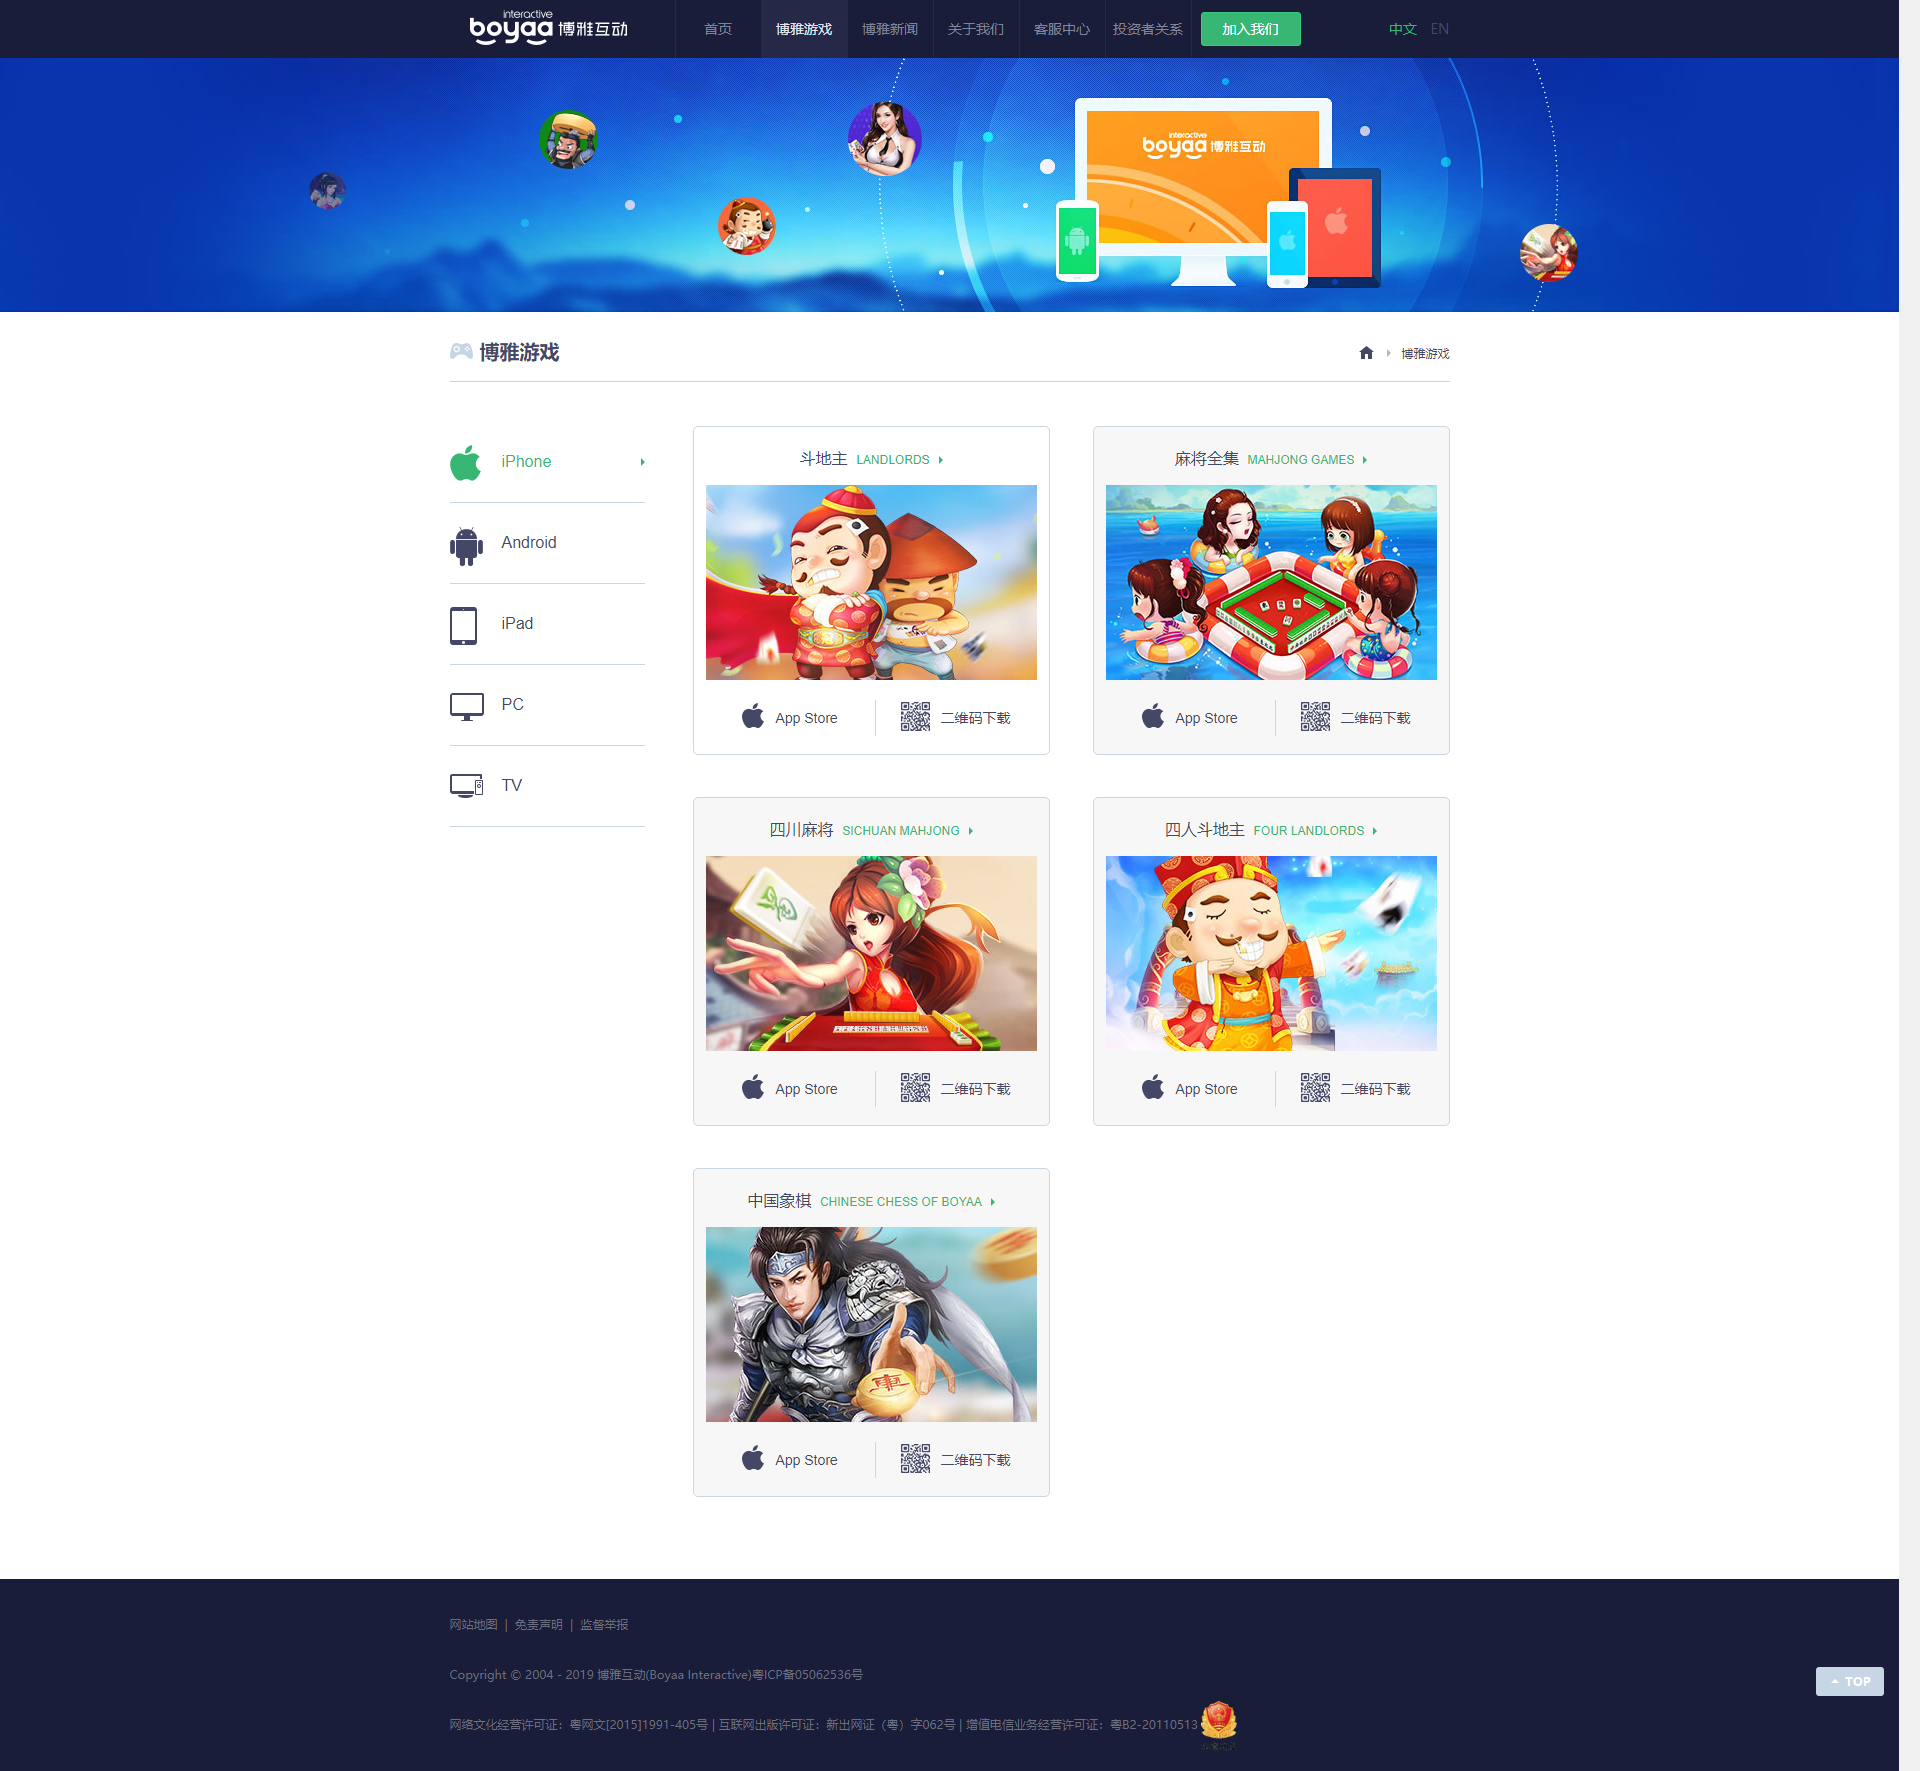 interactive
boyaa 博雅互动
首页
博雅游戏
博雅新闻
关于我们
客服中心
投资者关系
加入我们
中文 EN
interactive
boyaa 博雅互动
博雅游戏
博雅游戏
iPhone
Android
iPad
PC
TV
斗地主 LANDLORDS
App Store
二维码下载
麻将全集 MAHJONG GAMES
App Store
二维码下载
四川麻将 SICHUAN MAHJONG
App Store
二维码下载
四人斗地主 FOUR LANDLORDS
App Store
二维码下载
中国象棋 CHINESE CHESS OF BOYAA
App Store
二维码下载
网站地图 | 免责声明 | 监督举报
Copyright © 2004 - 2019 博雅互动(Boyaa Interactive)粤ICP备05062536号
网络文化经营许可证：粤网文[2015]1991-405号 | 互联网出版许可证：新出网证（粤）字062号 | 增值电信业务经营许可证：粤B2-20110513
TOP